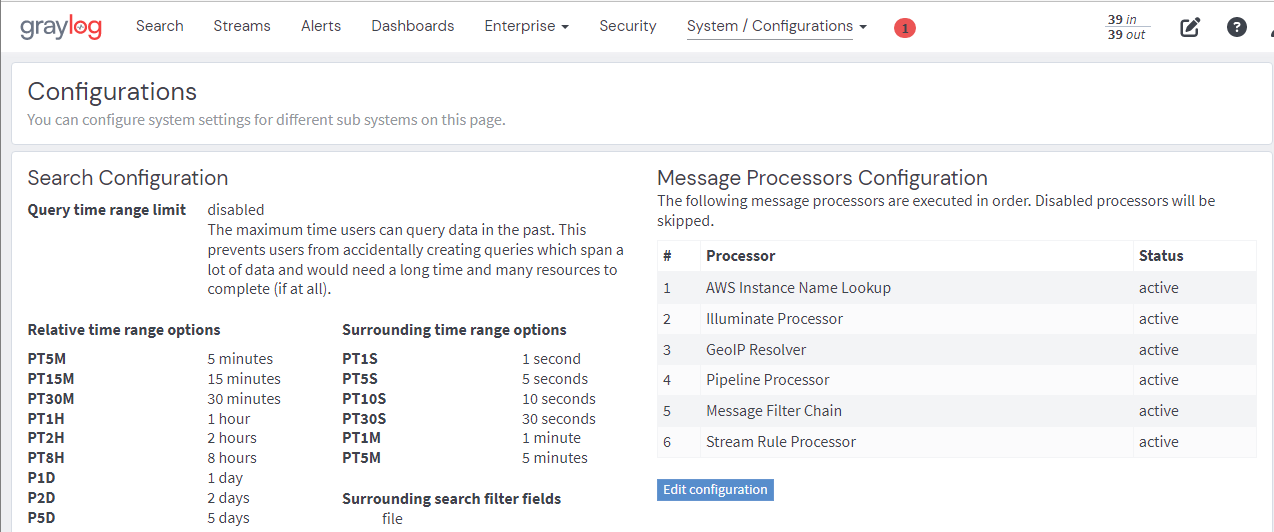 graylog Search Streams Alerts Dashboards Enterprise Security System / Configurations 1 39 in
39 out ?
Configurations
You can configure system settings for different sub systems on this page.
Search Configuration
Query time range limit disabled
The maximum time users can query data in the past. This
prevents users from accidentally creating queries which span a
lot of data and would need a long time and many resources to
complete (if at all).
Relative time range options
PT5M 5 minutes
PT15M 15 minutes
PT30M 30 minutes
PT1H 1 hour
PT2H 2 hours
PT8H 8 hours
P1D 1 day
P2D 2 days
P5D 5 days
Surrounding time range options
PT1S 1 second
PT5S 5 seconds
PT10S 10 seconds
PT30S 30 seconds
PT1M 1 minute
PT5M 5 minutes
Surrounding search filter fields
file
Message Processors Configuration
The following message processors are executed in order. Disabled processors will be
skipped.
# Processor Status
1 AWS Instance Name Lookup active
2 Illuminate Processor active
3 GeoIP Resolver active
4 Pipeline Processor active
5 Message Filter Chain active
6 Stream Rule Processor active
Edit configuration